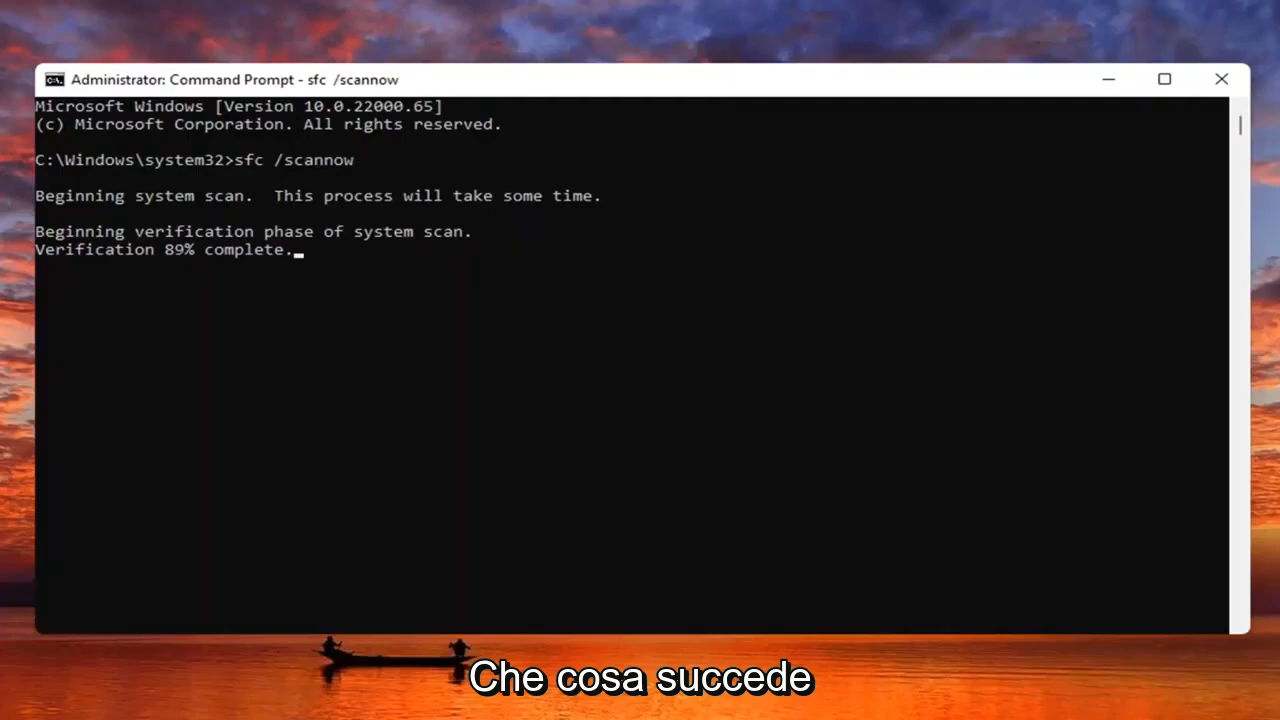 Administrator: Command Prompt - sfc  /scannow
Microsoft Windows [Version 10.0.22000.65]
(c) Microsoft Corporation. All rights reserved.
C:\Windows\system32>sfc /scannow
Beginning system scan.  This process will take some time.
Beginning verification phase of system scan.
Verification 89% complete.
Che cosa succede